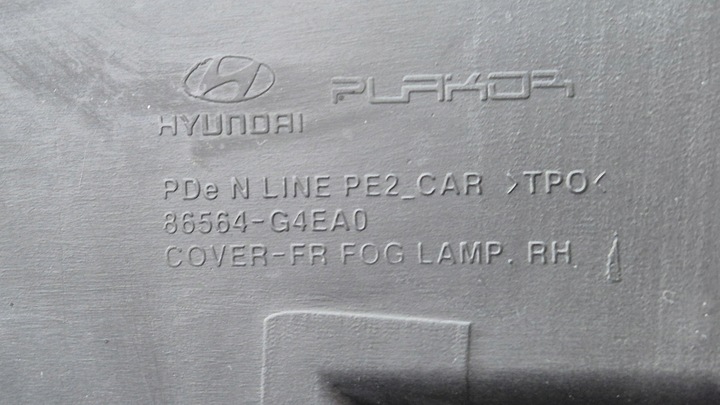 HYUNDAI PLAKOR
PDe N LINE PE2_CAR >TPO<
86564-G4EA0
COVER-FR FOG LAMP. RH